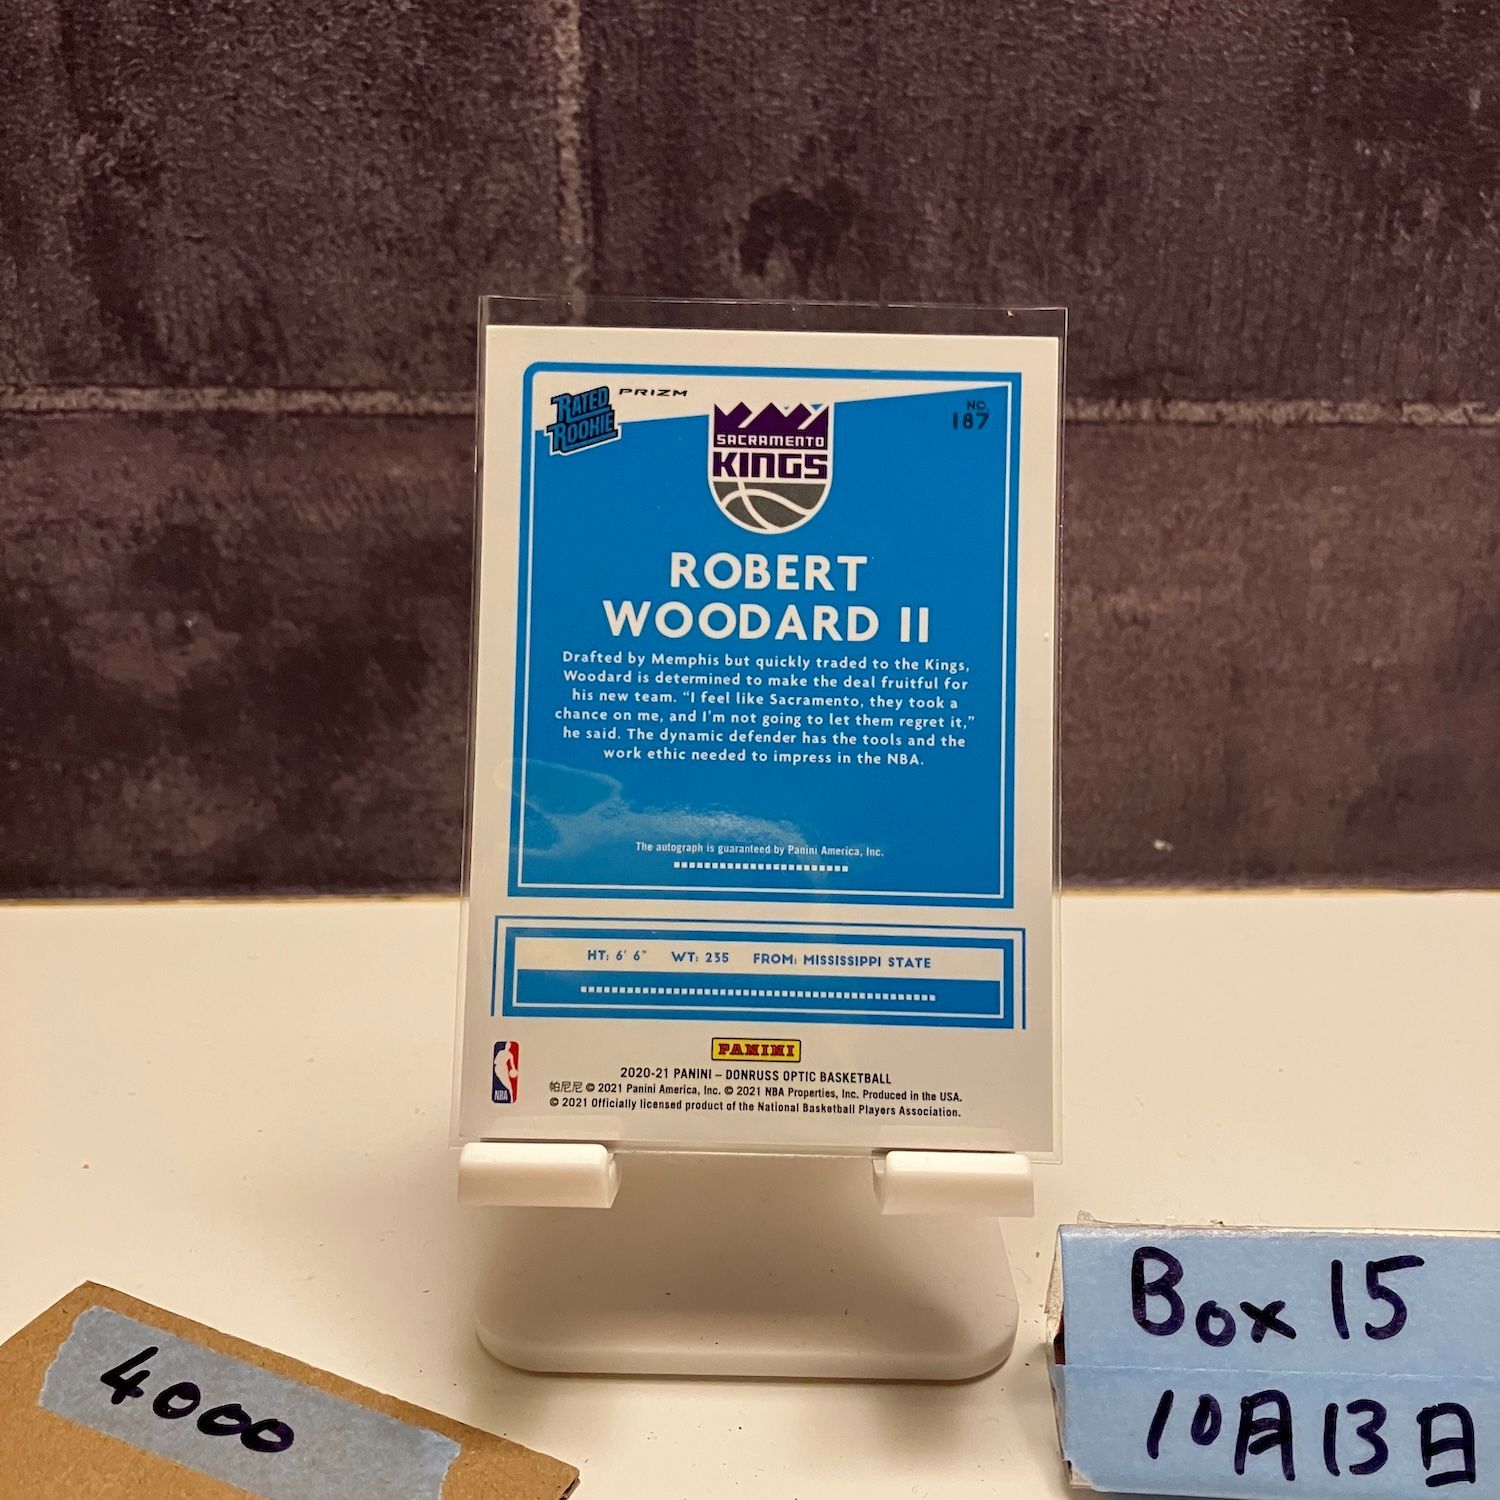 RATED
ROOKIE
PRIZM
NO.
187
SACRAMENTO
KINGS
ROBERT
WOODARD II
Drafted by Memphis but quickly traded to the Kings,
Woodard is determined to make the deal fruitful for
his new team. "I feel like Sacramento, they took a
chance on me, and I'm not going to let them regret it,"
he said. The dynamic defender has the tools and the
work ethic needed to impress in the NBA.
The autograph is guaranteed by Panini America, Inc.
HT: 6' 6" WT: 235 FROM: MISSISSIPPI STATE
NBA
PANINI
2020-21 PANINI – DONRUSS OPTIC BASKETBALL
帕尼尼 © 2021 Panini America, Inc. © 2021 NBA Properties, Inc. Produced in the USA.
© 2021 Officially licensed product of the National Basketball Players Association.
4000
Box 15
10月13日